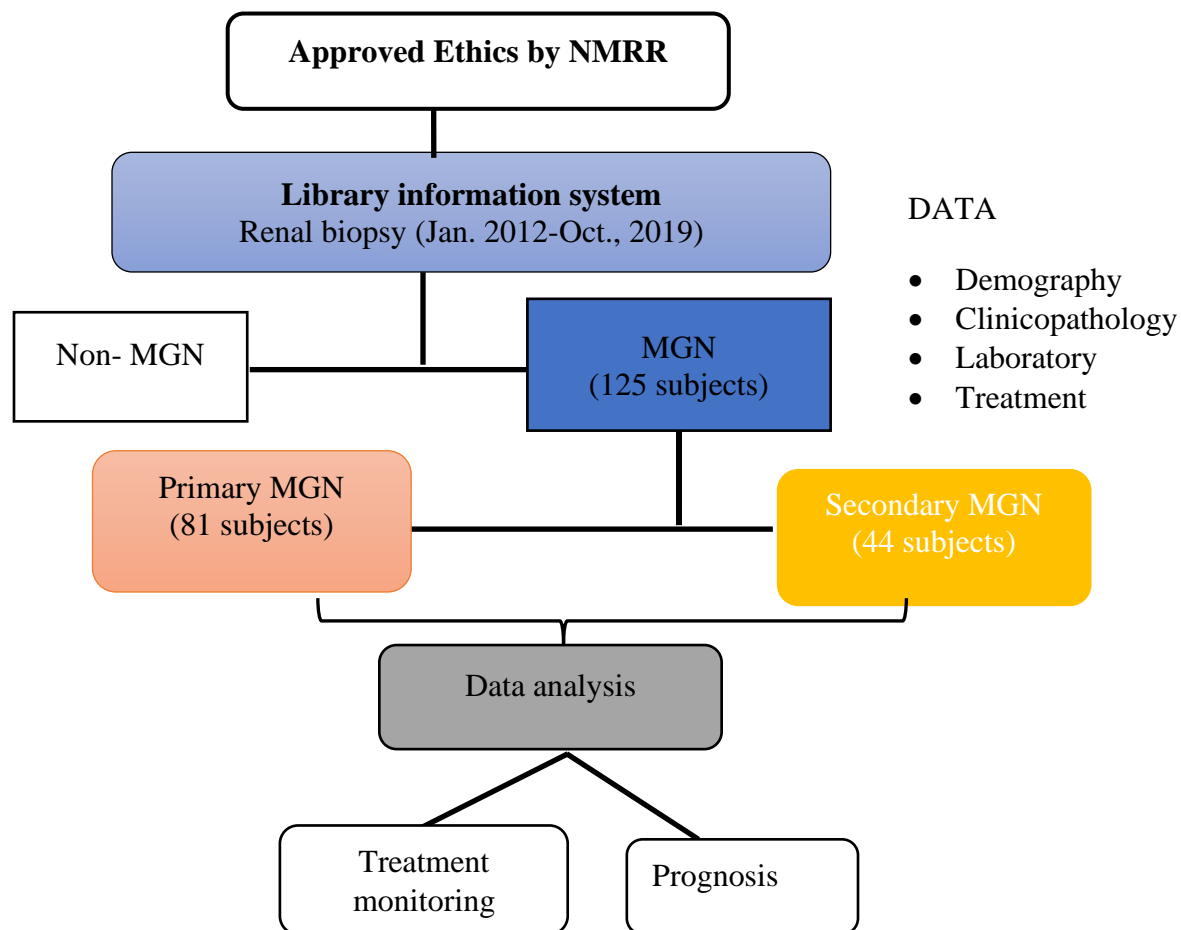 Approved Ethics by NMRR
Library information system
Renal biopsy (Jan. 2012-Oct., 2019)
DATA
• Demography
• Clinicopathology
• Laboratory
• Treatment
Non- MGN
MGN
(125 subjects)
Primary MGN
(81 subjects)
Secondary MGN
(44 subjects)
Data analysis
Treatment
monitoring
Prognosis